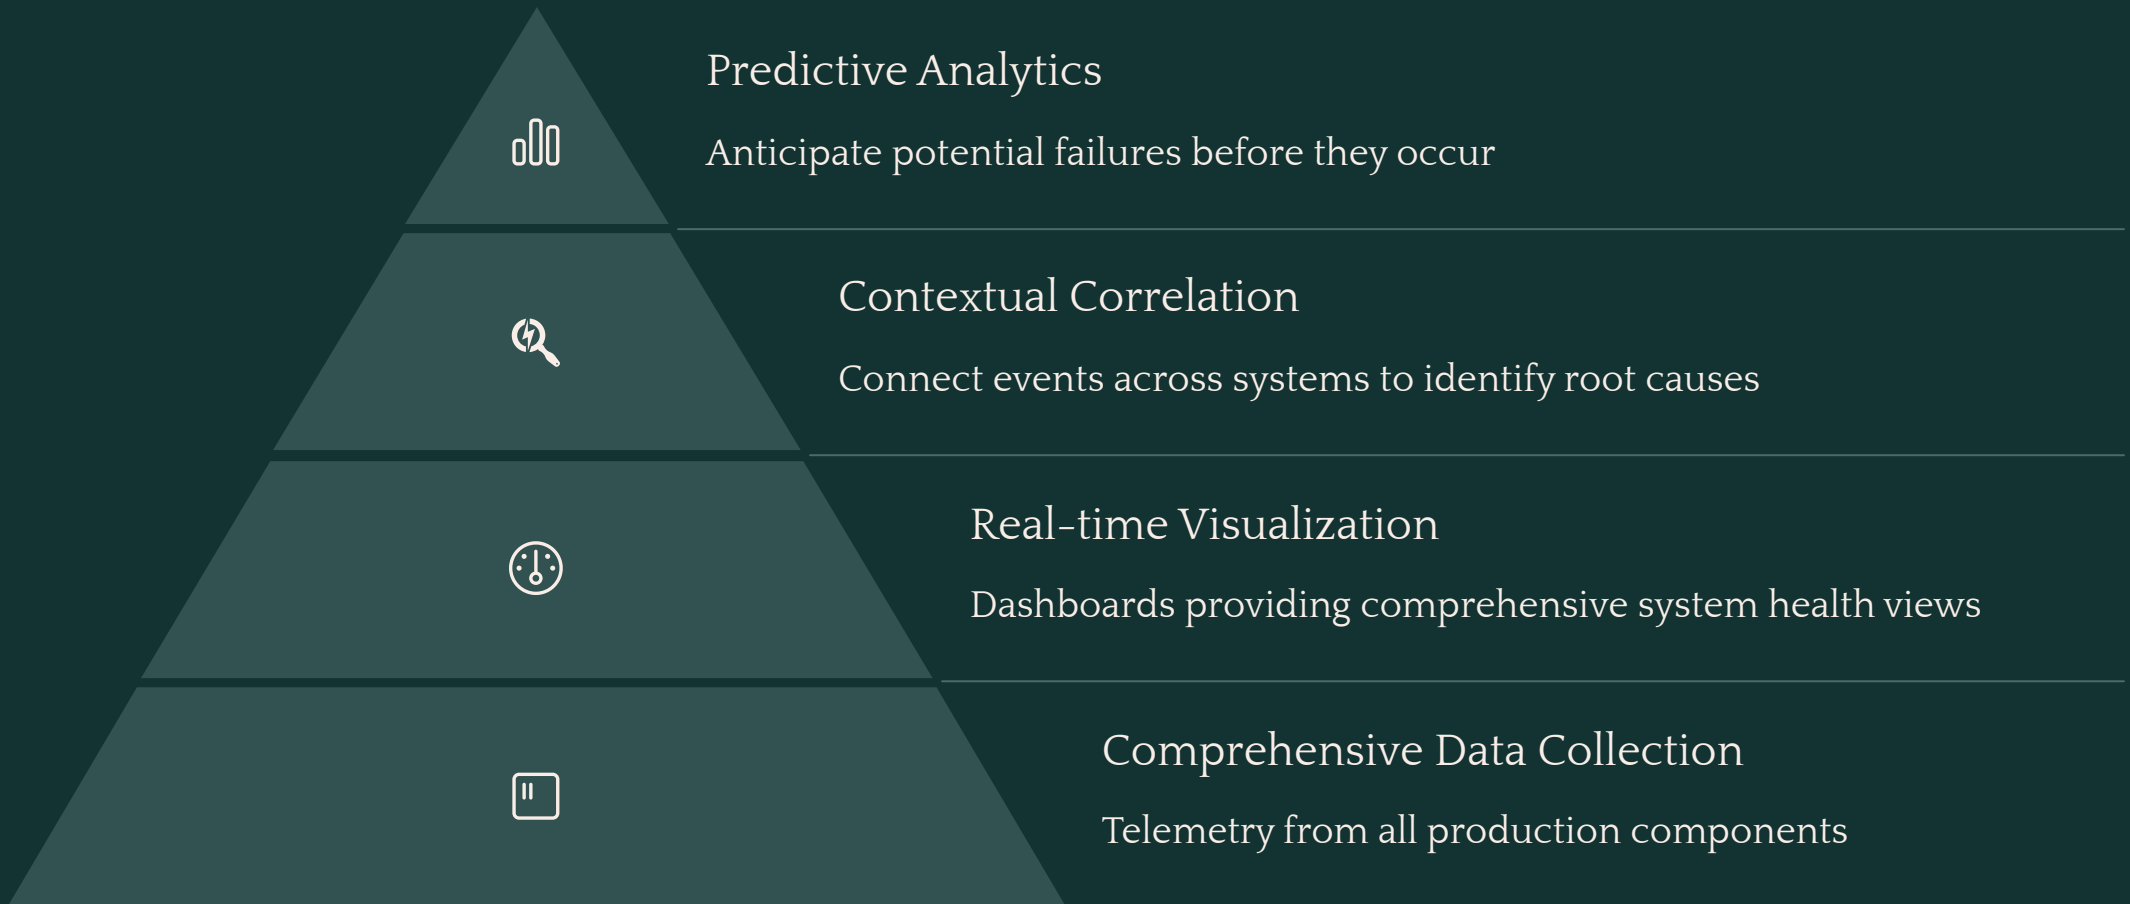 Predictive Analytics
Anticipate potential failures before they occur
Contextual Correlation
Connect events across systems to identify root causes
Real-time Visualization
Dashboards providing comprehensive system health views
Comprehensive Data Collection
Telemetry from all production components